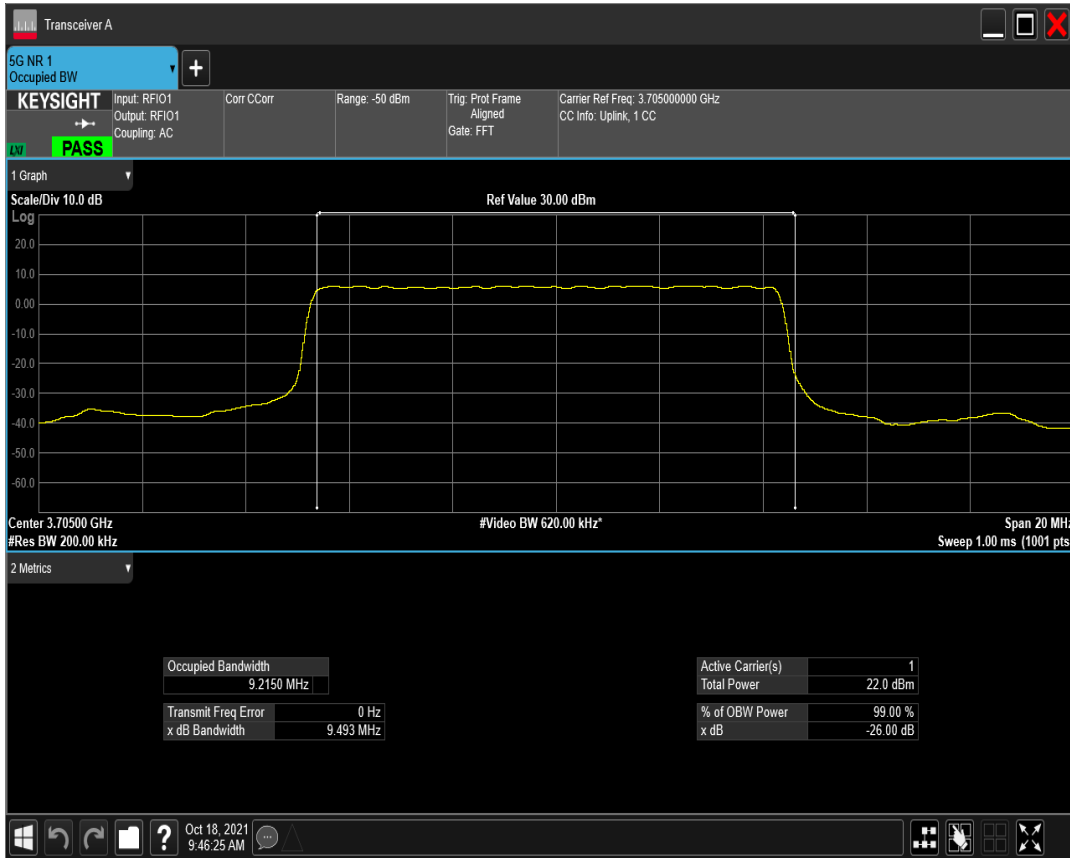 Transceiver A
5G NR 1
Occupied BW
KEYSIGHT
LXI
PASS
Input: RFIO1
Output: RFIO1
Coupling: AC
Corr CCorr
Range: -50 dBm
Trig: Prot Frame
Aligned
Gate: FFT
Carrier Ref Freq: 3.705000000 GHz
CC Info: Uplink, 1 CC
1 Graph
Scale/Div 10.0 dB
Ref Value 30.00 dBm
Log
20.0
10.0
0.00
-10.0
-20.0
-30.0
-40.0
-50.0
-60.0
Center 3.70500 GHz
#Video BW 620.00 kHz*
Span 20 MHz
#Res BW 200.00 kHz
Sweep 1.00 ms (1001 pts
2 Metrics
Occupied Bandwidth
9.2150 MHz
Transmit Freq Error 0 Hz
x dB Bandwidth 9.493 MHz
Active Carrier(s) 1
Total Power 22.0 dBm
% of OBW Power 99.00 %
x dB -26.00 dB
?
Oct 18, 2021
9:46:25 AM